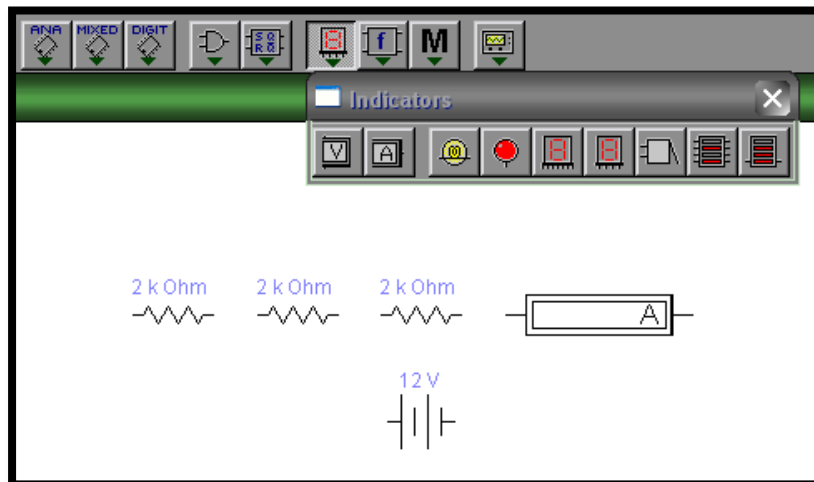 ANA MIXED DIGIT
S Q
R Q
f M
Indicators
V A
2 k Ohm 2 k Ohm 2 k Ohm
A
12 V